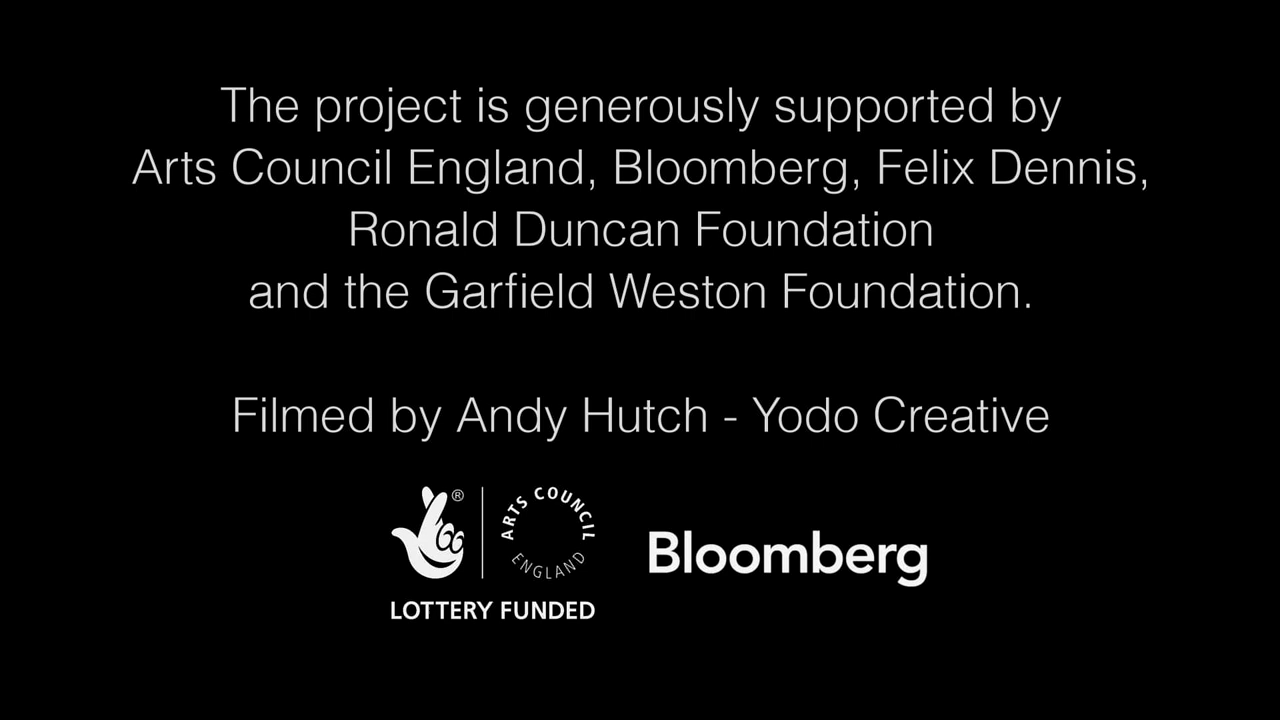 The project is generously supported by
Arts Council England, Bloomberg, Felix Dennis,
Ronald Duncan Foundation
and the Garfield Weston Foundation.
Filmed by Andy Hutch - Yodo Creative
®
ARTS COUNCIL
ENGLAND
Bloomberg
LOTTERY FUNDED